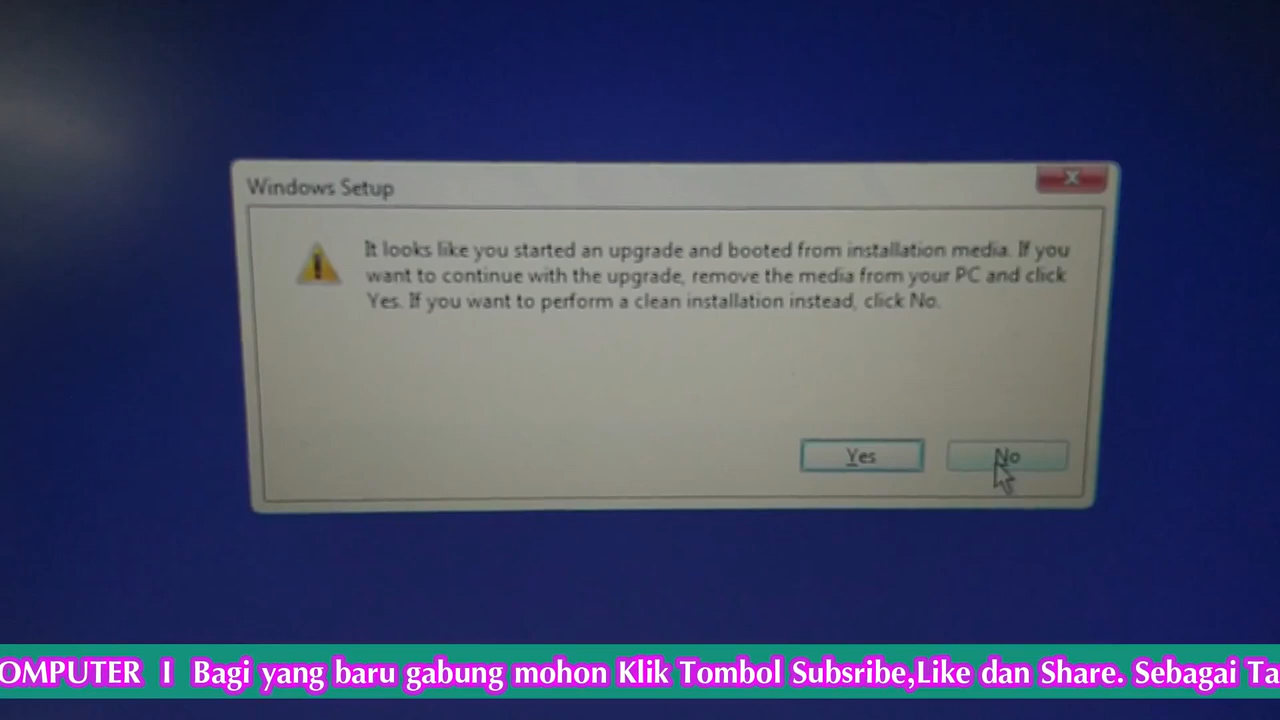 Windows Setup
It looks like you started an upgrade and booted from installation media. If you
want to continue with the upgrade, remove the media from your PC and click
Yes. If you want to perform a clean installation instead, click No.
Yes
No
OMPUTER I Bagi yang baru gabung mohon Klik Tombol Subsribe,Like dan Share. Sebagai Ta